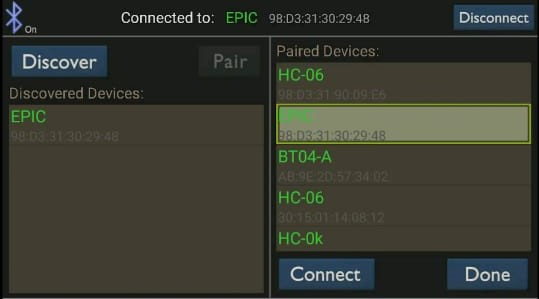 On
Connected to: EPIC 98:D3:31:30:29:48
Disconnect
Discover
Pair
Discovered Devices:
EPIC
98:D3:31:30:29:48
Paired Devices:
HC-06
98:D3:31:90:09:E6
EPIC
98:D3:31:30:29:48
BT04-A
AB:9E:2D:57:34:02
HC-06
30:15:01:14:08:12
HC-0k
Connect
Done